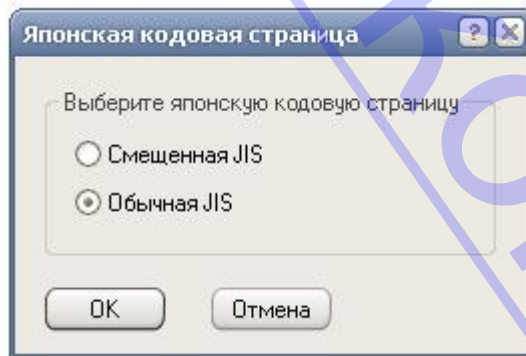 Японская кодовая страница
Выберите японскую кодовую страницу
Смещенная JIS
Обычная JIS
OK
Отмена